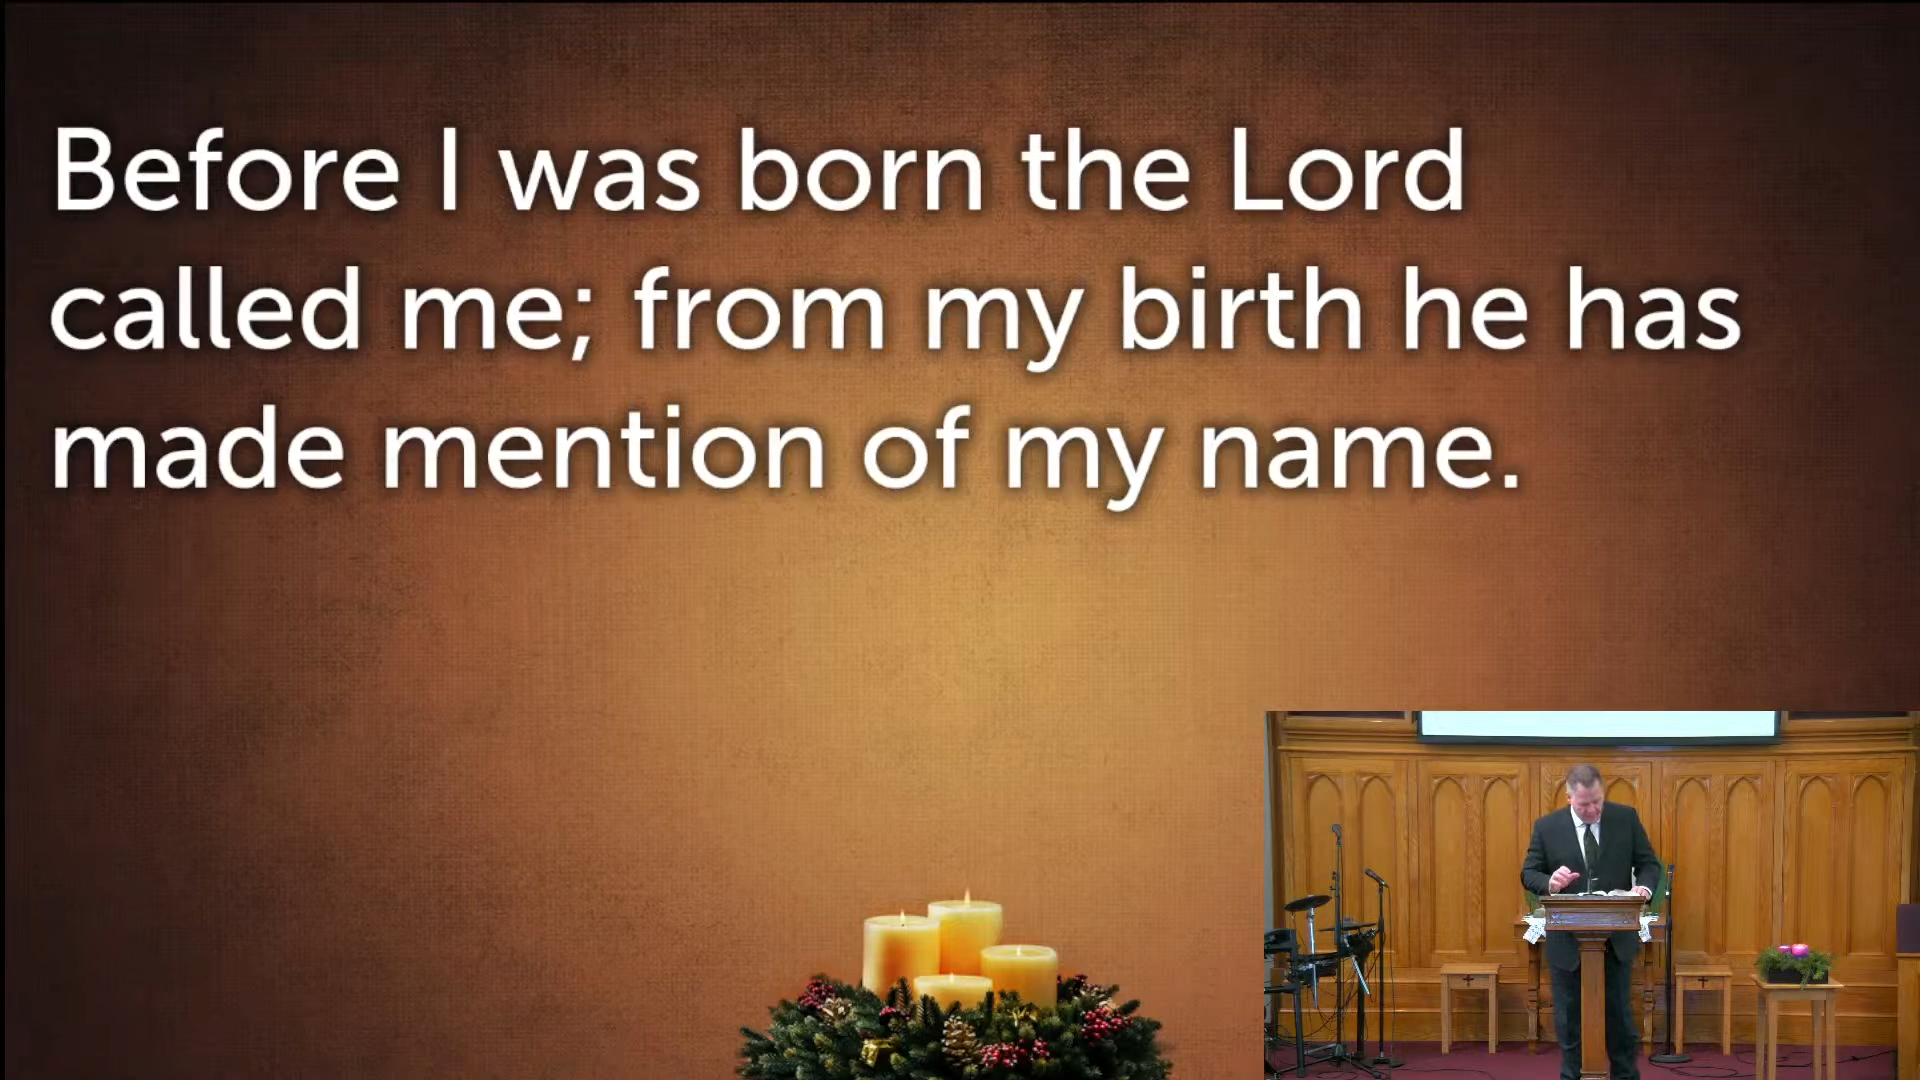 Before I was born the Lord
called me; from my birth he has
made mention of my name.